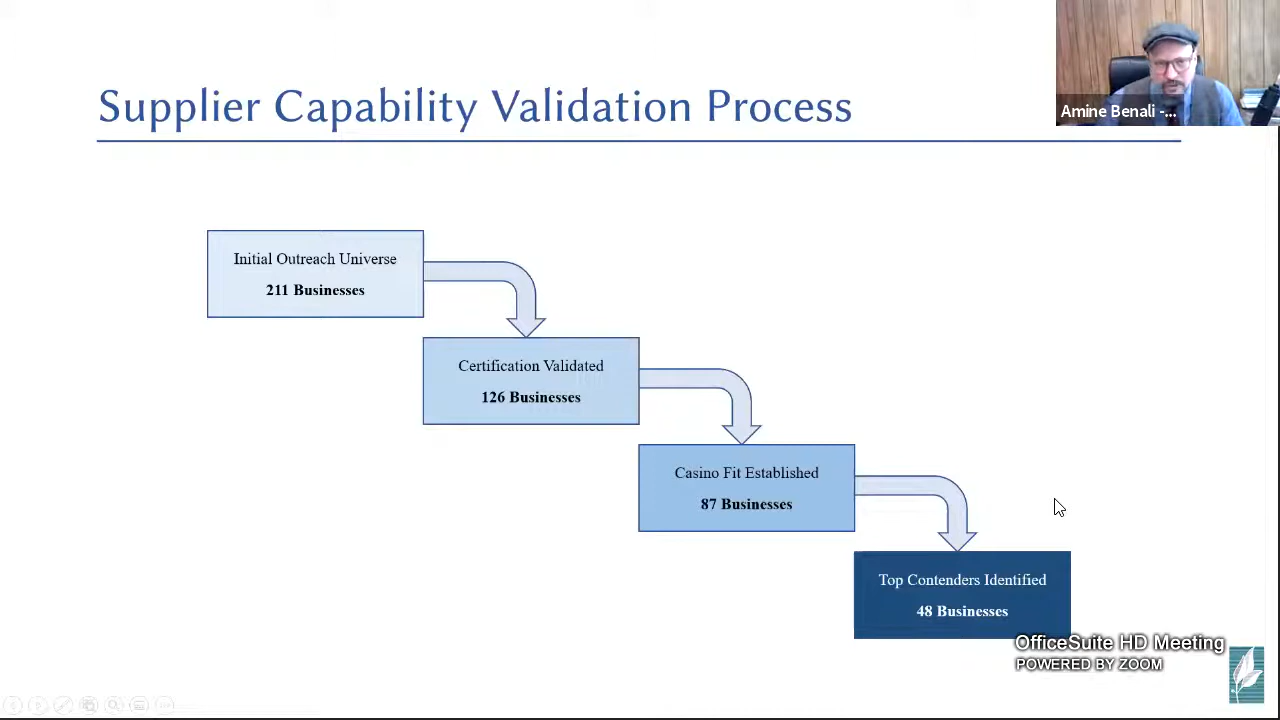 Supplier Capability Validation Process
Amine Benali -...
Initial Outreach Universe
211 Businesses
Certification Validated
126 Businesses
Casino Fit Established
87 Businesses
Top Contenders Identified
48 Businesses
OfficeSuite HD Meeting
POWERED BY ZOOM